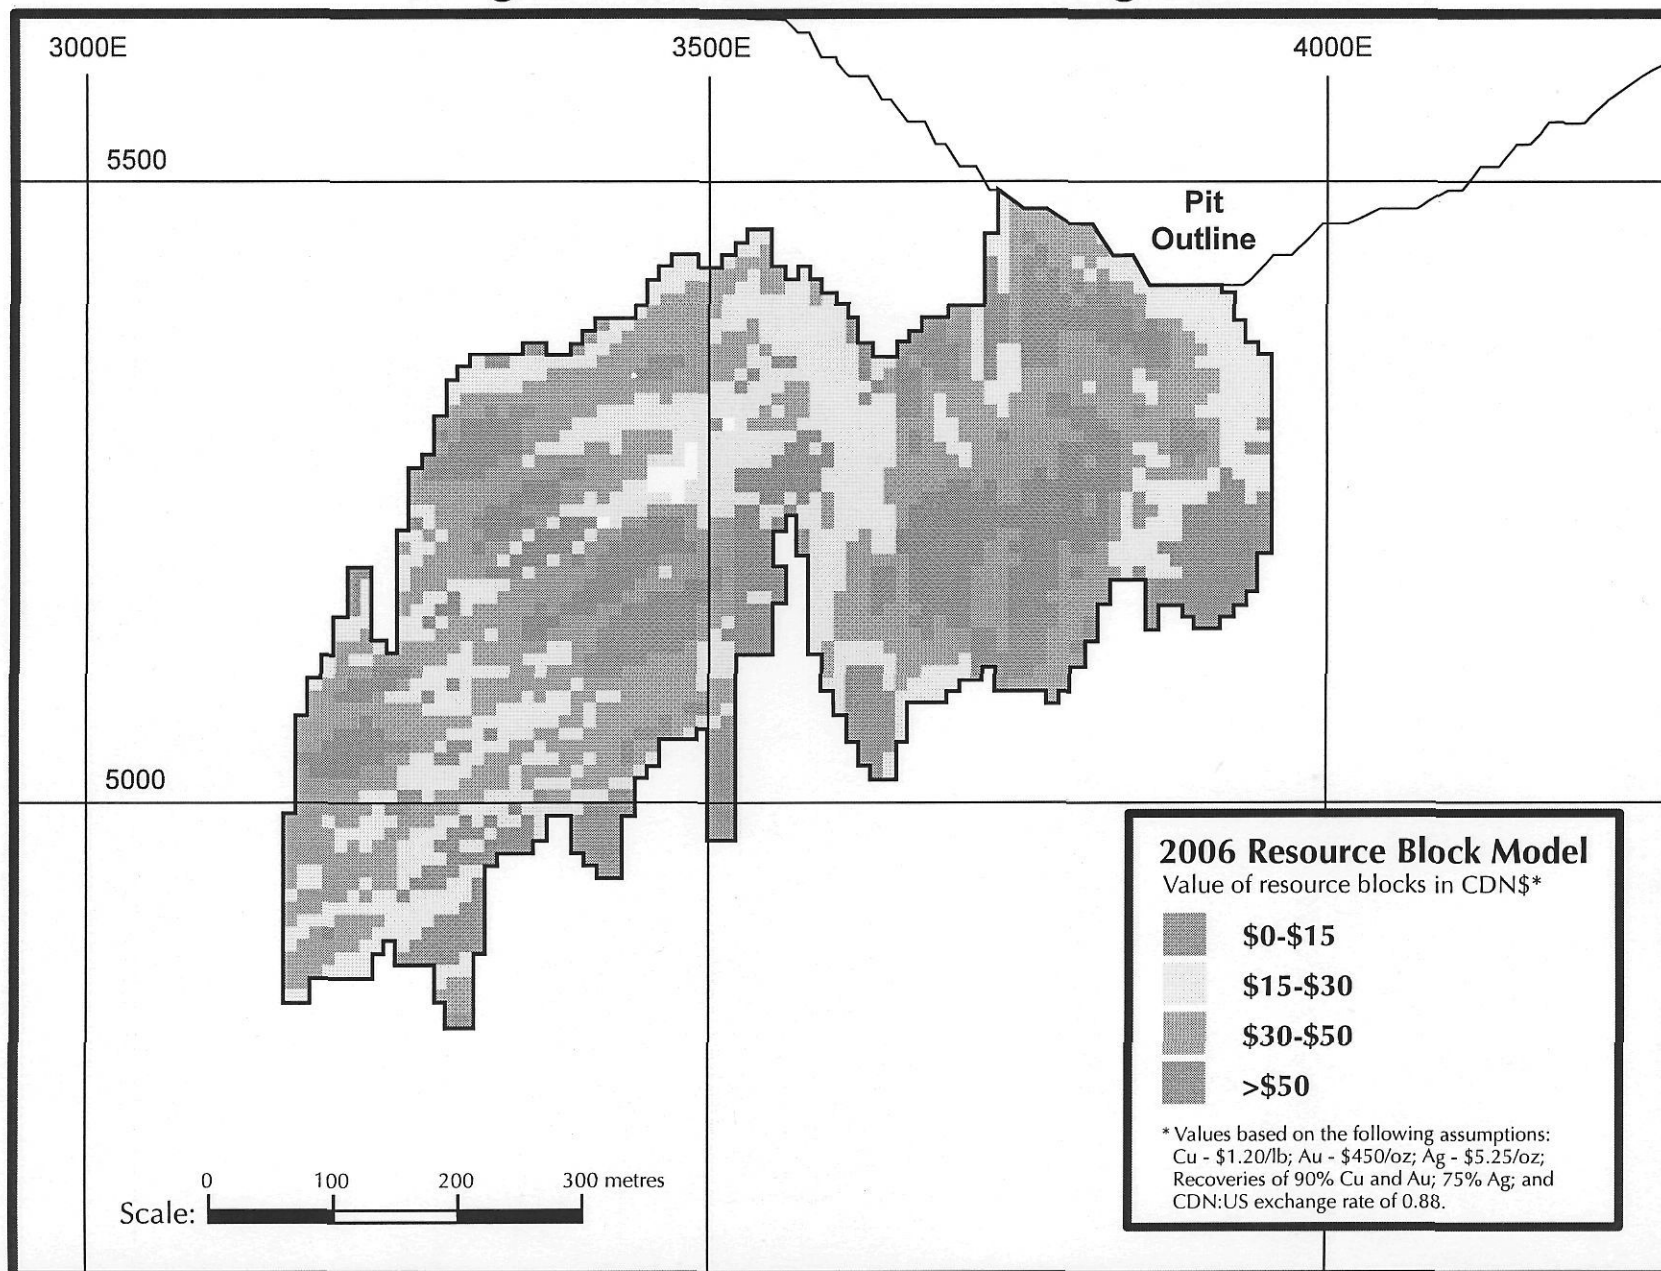 3000E 3500E 4000E
5500
Pit
Outline
5000
2006 Resource Block Model
Value of resource blocks in CDN$*
$0-$15
$15-$30
$30-$50
>$50
* Values based on the following assumptions:
Cu - $1.20/lb; Au - $450/oz; Ag - $5.25/oz;
Recoveries of 90% Cu and Au; 75% Ag; and
CDN:US exchange rate of 0.88.
0 100 200 300 metres
Scale: